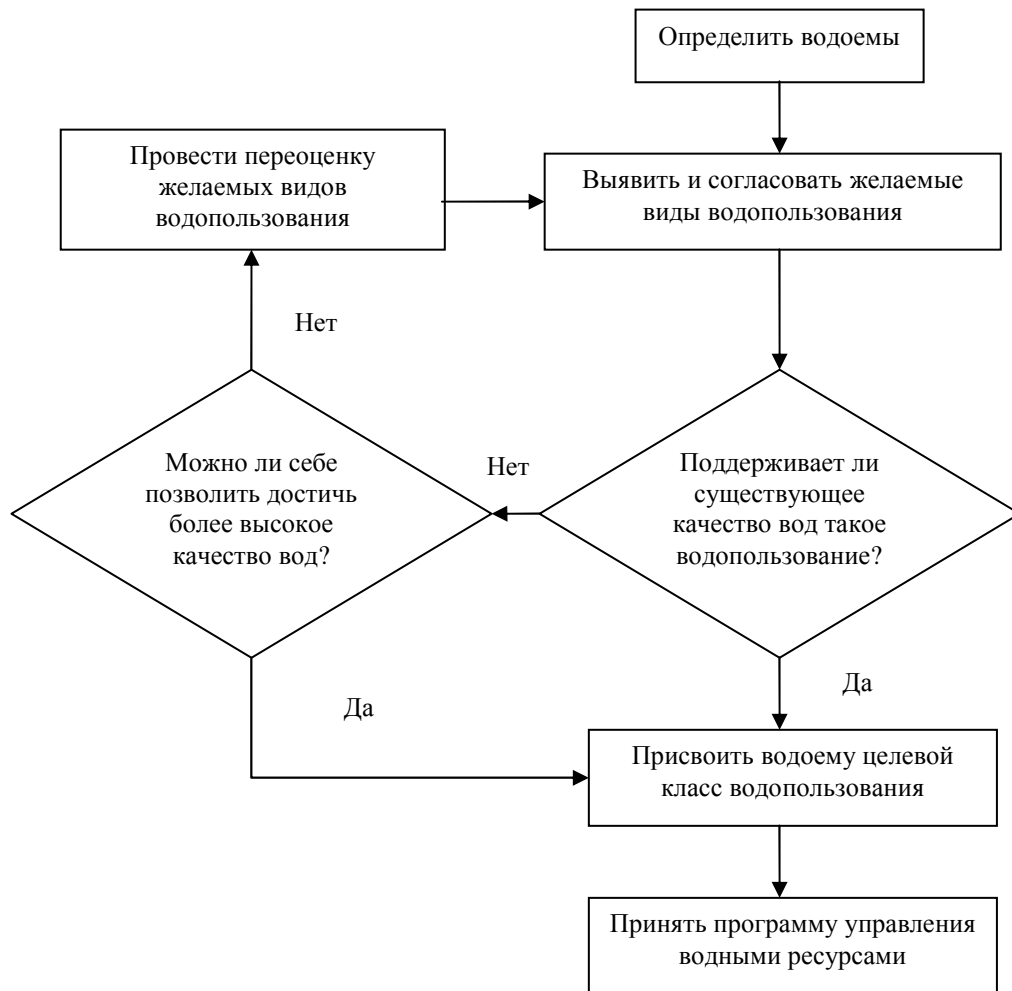 Определить водоемы
Провести переоценку
желаемых видов
водопользования
Выявить и согласовать желаемые
виды водопользования
Нет
Можно ли себе
позволить достичь
более высокое
качество вод?
Нет
Поддерживает ли
существующее
качество вод такое
водопользование?
Да
Да
Присвоить водоему целевой
класс водопользования
Принять программу управления
водными ресурсами